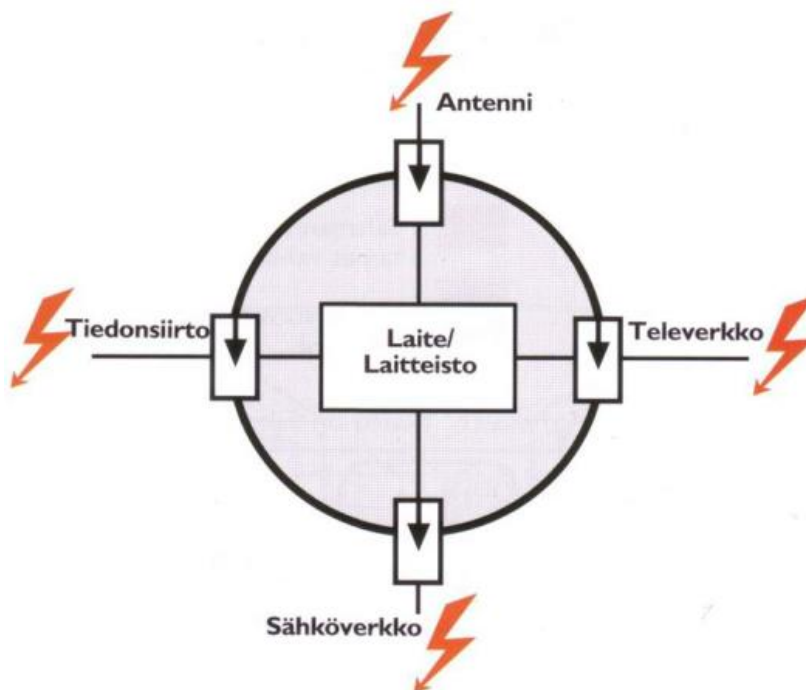 Antenni
Tiedonsiirto
Laite/
Laitteisto
Televerkko
Sähköverkko